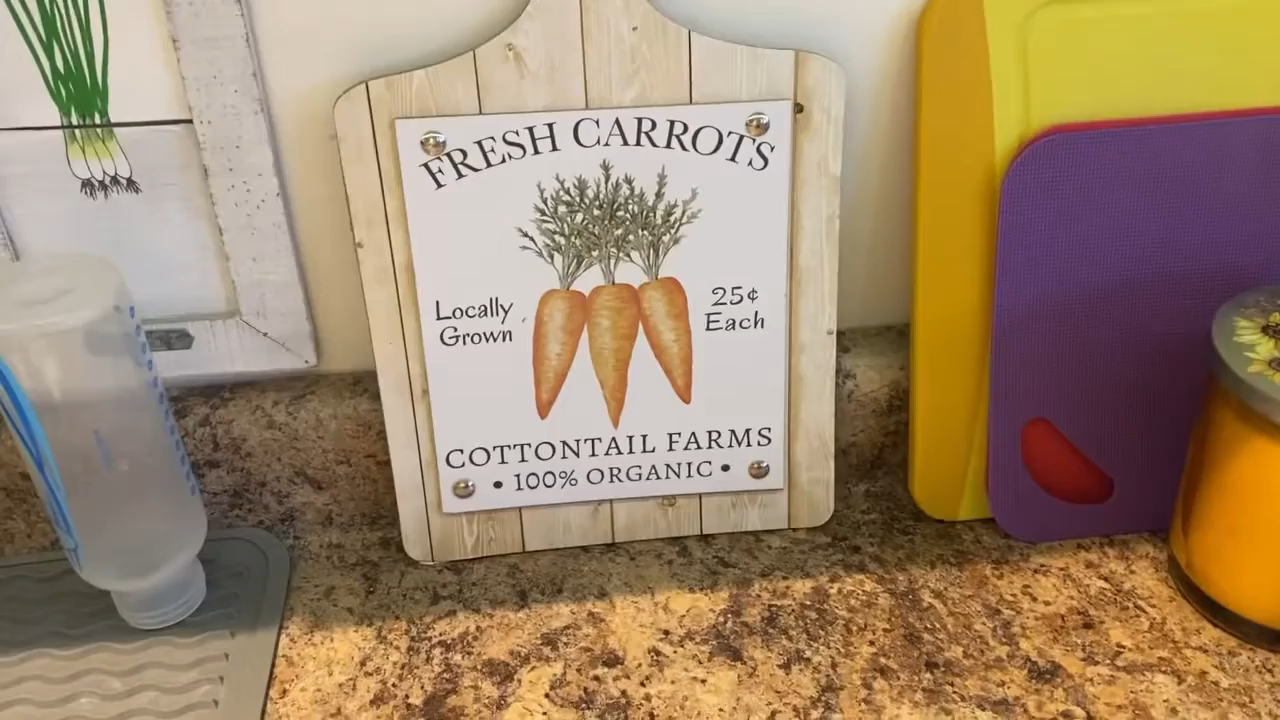 FRESH CARROTS
Locally
Grown
25¢
Each
COTTONTAIL FARMS
• 100% ORGANIC •